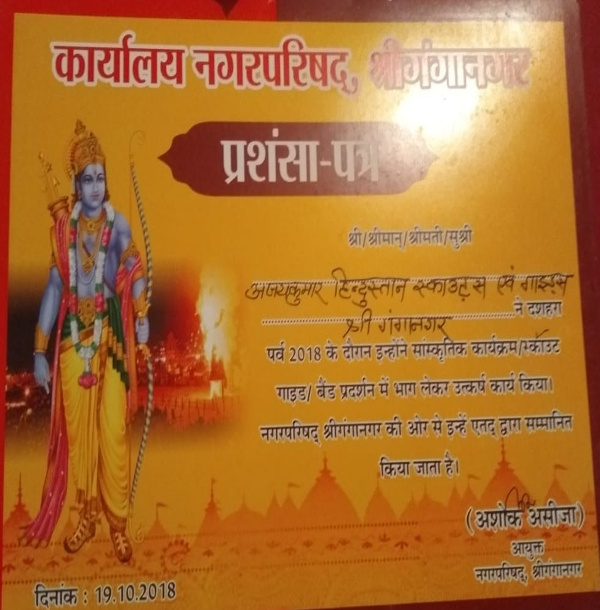 कार्यालय नगरपरिषद्, श्रीगंगानगर
प्रशंसा-पत्र
श्री/श्रीमान्/श्रीमती/सुश्री
अजयकुमार हिन्दुस्तान स्काउट्स एवं गाइड्स
श्री गंगानगर ने दशहरा
पर्व 2018 के दौरान इन्होंने सांस्कृतिक कार्यक्रम/स्काँउट
गाइड/ बैंड प्रदर्शन में भाग लेकर उत्कर्ष कार्य किया।
नगरपरिषद् श्रीगंगानगर की ओर से इन्हें एतद् द्वारा सम्मानित
किया जाता है।
(अशोक असीजा)
आयुक्त
नगरपरिषद्, श्रीगंगानगर
दिनांक : 19.10.2018